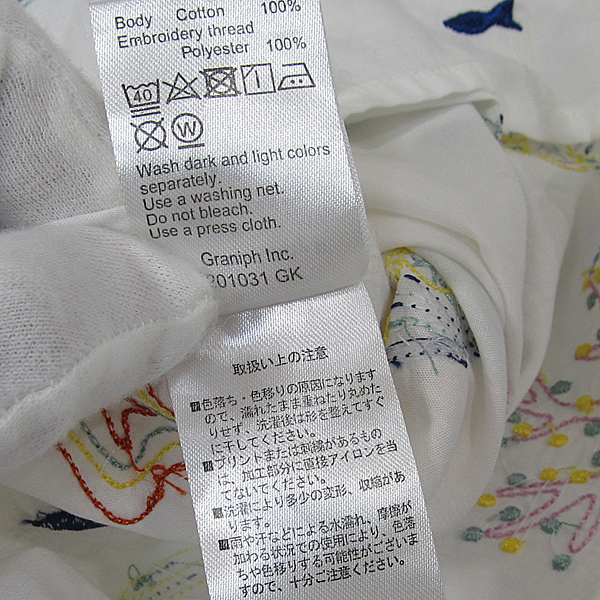 Body Cotton 100%
Embroidery thread
Polyester 100%
40
W
Wash dark and light colors
separately.
Use a washing net.
Do not bleach.
Use a press cloth.
Graniph Inc.
201031 GK
取扱い上の注意
色落ち・色移りの原因になります
ので、濡れたまま重ねたり丸めた
りせず、洗濯後は形を整えてすぐ
に干してください。
プリントまたは刺繍があるもの
は、加工部分に直接アイロンを当
てないでください。
洗濯により多少の変形、収縮があ
ります。
雨や汗などによる水濡れ、摩擦が
加わる状況での使用により、色落
ちや色移りする可能性がございま
すので、十分ご注意ください。